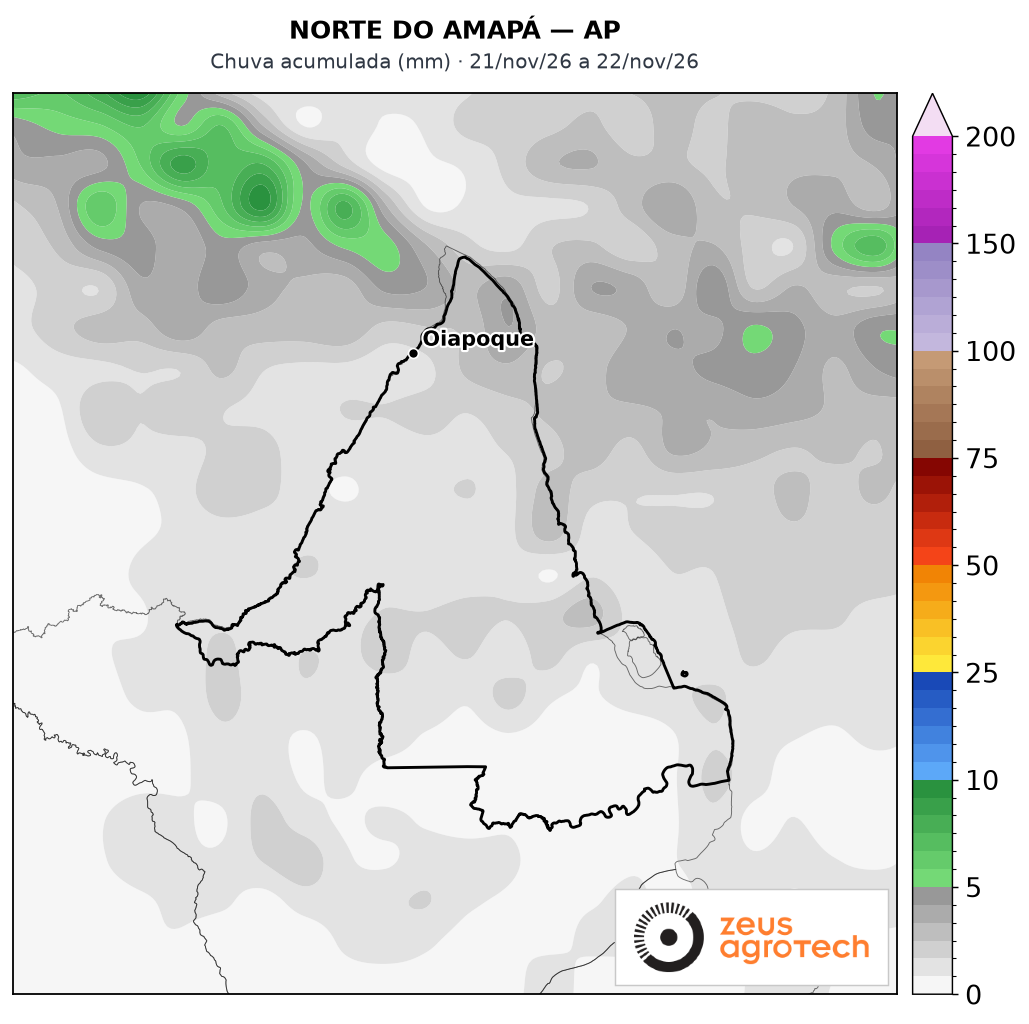 NORTE DO AMAPÁ — AP
Chuva acumulada (mm) · 21/nov/26 a 22/nov/26
Oiapoque
200
150
100
75
50
25
10
5
0
zeus
agrotech